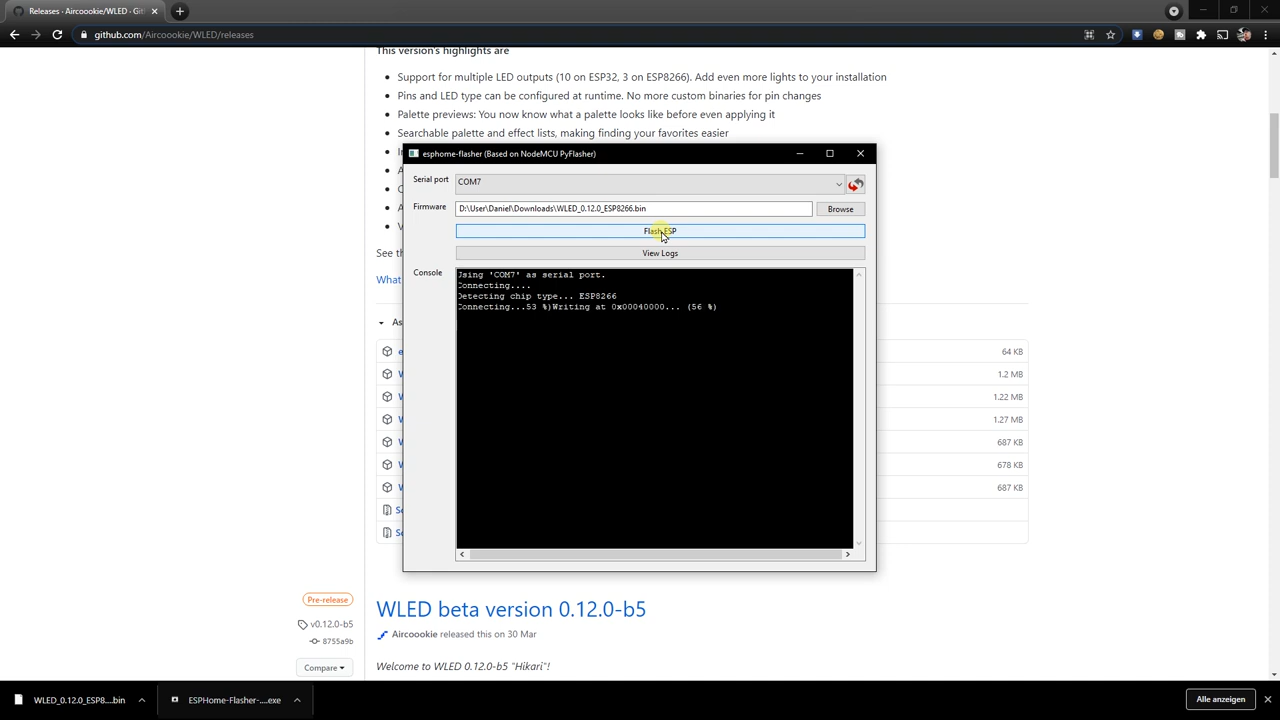 Releases · Aircoookie/WLED · Git
github.com/Aircoookie/WLED/releases
This version's highlights are
Support for multiple LED outputs (10 on ESP32, 3 on ESP8266). Add even more lights to your installation
Pins and LED type can be configured at runtime. No more custom binaries for pin changes
Palette previews: You now know what a palette looks like before even applying it
Searchable palette and effect lists, making finding your favorites easier
esphome-flasher (Based on NodeMCU PyFlasher)
Serial port
COM7
Firmware
D:\User\Daniel\Downloads\WLED_0.12.0_ESP8266.bin
Browse
Flash ESP
View Logs
Console
Using 'COM7' as serial port.
Connecting....
Detecting chip type... ESP8266
Connecting...53 %)Writing at 0x00040000... (56 %)
See th
What
As
e
64 KB
W
1.2 MB
W
1.22 MB
W
1.27 MB
W
687 KB
W
678 KB
W
687 KB
So
So
Pre-release
WLED beta version 0.12.0-b5
v0.12.0-b5
Aircoookie released this on 30 Mar
8755a9b
Compare
Welcome to WLED 0.12.0-b5 "Hikari"!
WLED_0.12.0_ESP8....bin
ESPHome-Flasher-....exe
Alle anzeigen